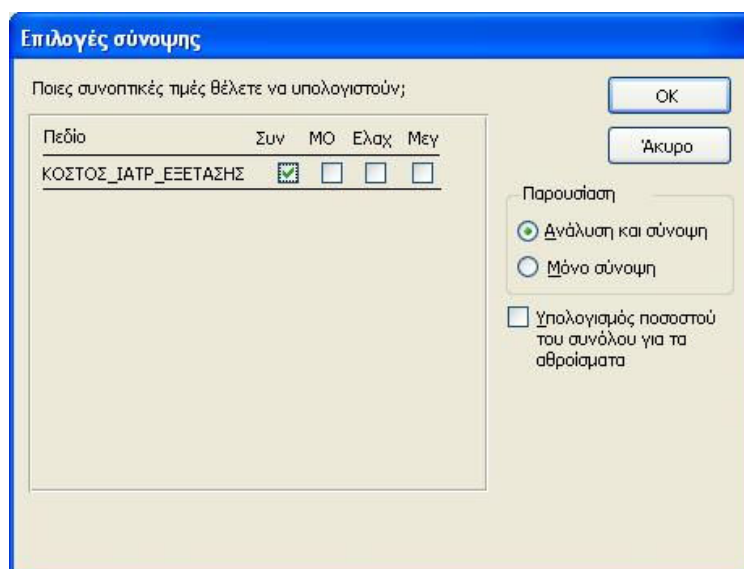 Επιλογές σύνοψης
Ποιες συνοπτικές τιμές θέλετε να υπολογιστούν;
Πεδίο Συν ΜΟ Ελαχ Μεγ
ΚΟΣΤΟΣ_ΙΑΤΡ_ΕΞΕΤΑΣΗΣ
OK
Άκυρο
Παρουσίαση
Ανάλυση και σύνοψη
Μόνο σύνοψη
Υπολογισμός ποσοστού
του συνόλου για τα
αθροίσματα